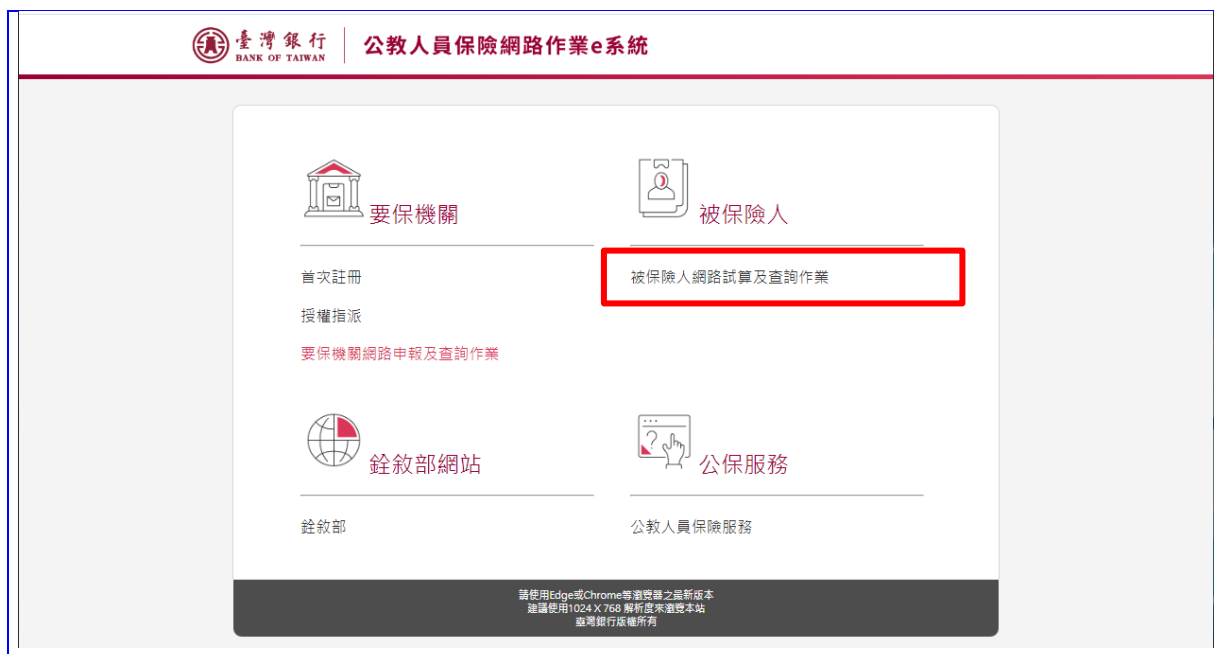 臺灣銀行
BANK OF TAIWAN
公教人員保險網路作業e系統
要保機關
首次註冊
授權指派
要保機關網路申報及查詢作業
被保險人
被保險人網路試算及查詢作業
銓敘部網站
銓敘部
?
公保服務
公教人員保險服務
請使用Edge或Chrome等瀏覽器之最新版本
建議使用1024 X 768 解析度來瀏覽本站
臺灣銀行版權所有